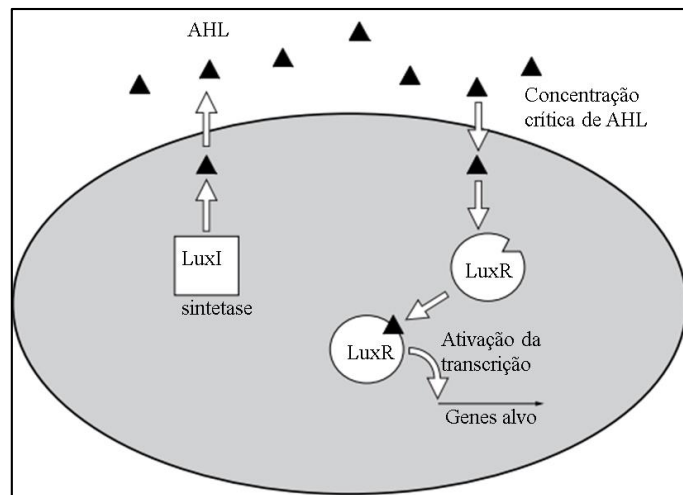 AHL
Concentração
crítica de AHL
LuxI
sintetase
LuxR
LuxR
Ativação da
transcrição
Genes alvo